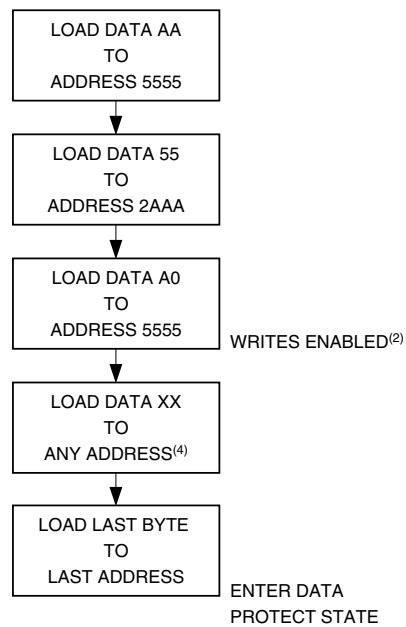 LOAD DATA AA
TO
ADDRESS 5555
LOAD DATA 55
TO
ADDRESS 2AAA
LOAD DATA A0
TO
ADDRESS 5555
WRITES ENABLED(2)
LOAD DATA XX
TO
ANY ADDRESS(4)
LOAD LAST BYTE
TO
LAST ADDRESS
ENTER DATA
PROTECT STATE